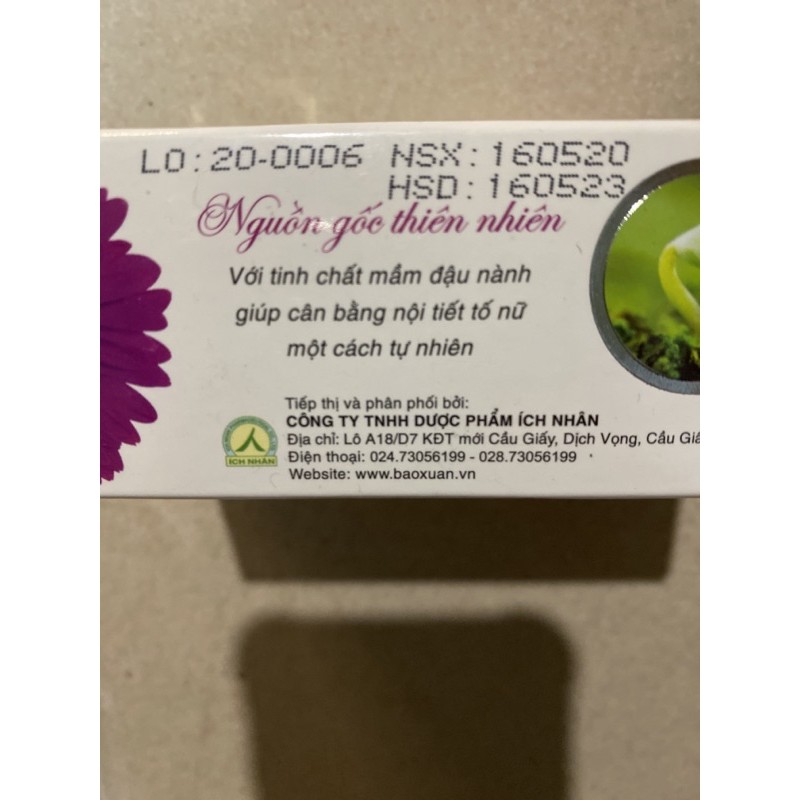 LO : 20-0006 NSX : 160520
HSD : 160523
Nguồn gốc thiên nhiên
Với tinh chất mầm đậu nành
giúp cân bằng nội tiết tố nữ
một cách tự nhiên
Tiếp thị và phân phối bởi:
CÔNG TY TNHH DƯỢC PHẨM ÍCH NHÂN
Địa chỉ: Lô A18/D7 KĐT mới Cầu Giấy, Dịch Vọng, Cầu Giấ
Điện thoại: 024.73056199 - 028.73056199
Website: www.baoxuan.vn
ÍCH NHÂN